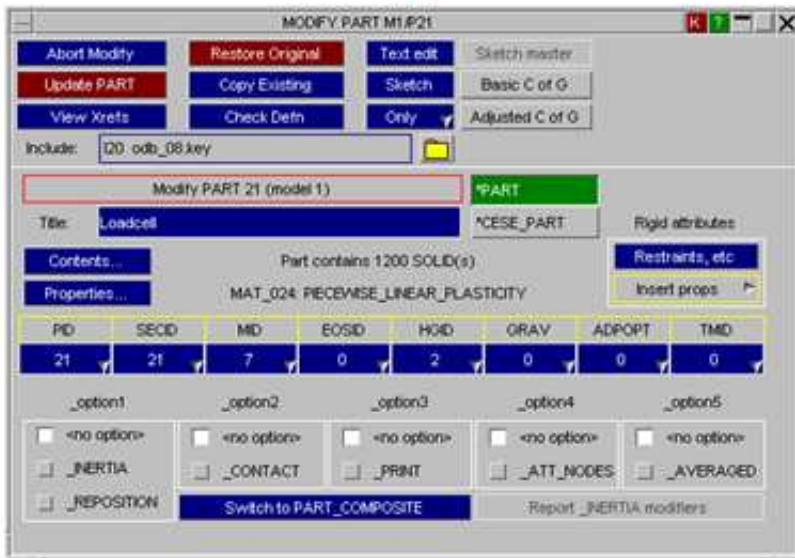 MODIFY PART M1/P21
K ?  X
Abort Modify Restore Original Text edit Sketch master
Update PART Copy Existing Sketch Basic C of G
View Xrefs Check Defn Only Adjusted C of G
Include: I20 odb_08.key
Modify PART 21 (model 1) *PART
Title: Loadcell *CESE_PART Rigid attributes
Contents... Part contains 1200 SOLID(s) Restraints, etc
Properties... MAT_024: PIECEWISE_LINEAR_PLASTICITY Insert props
PID SECID MID EOSID HGID GRAV ADPOPT TMID
21 21 7 0 2 0 0 0
_option1 _option2 _option3 _option4 _option5
<no option> <no option> <no option> <no option> <no option>
_INERTIA _CONTACT _PRINT _ATT_NODES _AVERAGED
_REPOSITION Switch to PART_COMPOSITE Report _INERTIA modifiers